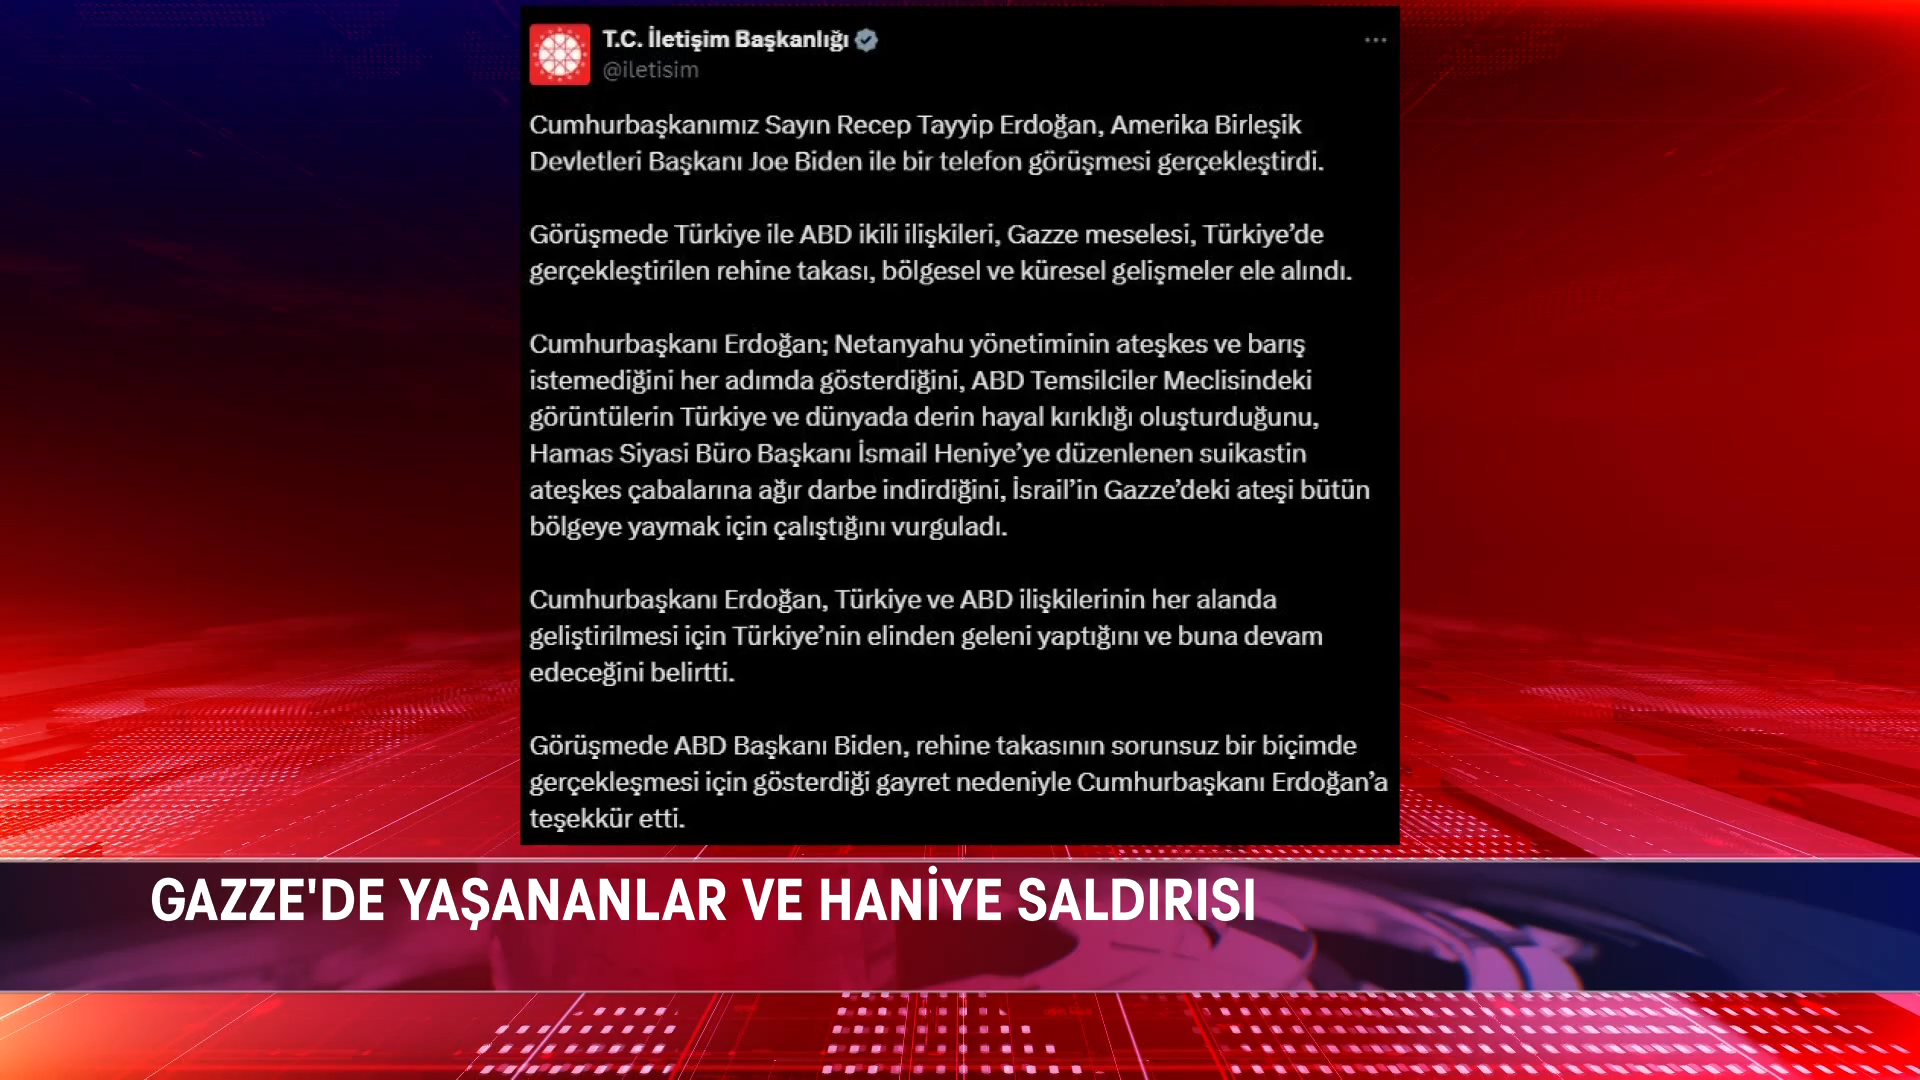 T.C. İletişim Başkanlığı
@iletisim
Cumhurbaşkanımız Sayın Recep Tayyip Erdoğan, Amerika Birleşik
Devletleri Başkanı Joe Biden ile bir telefon görüşmesi gerçekleştirdi.
Görüşmede Türkiye ile ABD ikili ilişkileri, Gazze meselesi, Türkiye’de
gerçekleştirilen rehine takası, bölgesel ve küresel gelişmeler ele alındı.
Cumhurbaşkanı Erdoğan; Netanyahu yönetiminin ateşkes ve barış
istemediğini her adımda gösterdiğini, ABD Temsilciler Meclisindeki
görüntülerin Türkiye ve dünyada derin hayal kırıklığı oluşturduğunu,
Hamas Siyasi Büro Başkanı İsmail Heniye’ye düzenlenen suikastin
ateşkes çabalarına ağır darbe indirdiğini, İsrail’in Gazze’deki ateşi bütün
bölgeye yaymak için çalıştığını vurguladı.
Cumhurbaşkanı Erdoğan, Türkiye ve ABD ilişkilerinin her alanda
geliştirilmesi için Türkiye’nin elinden geleni yaptığını ve buna devam
edeceğini belirtti.
Görüşmede ABD Başkanı Biden, rehine takasının sorunsuz bir biçimde
gerçekleşmesi için gösterdiği gayret nedeniyle Cumhurbaşkanı Erdoğan’a
teşekkür etti.
GAZZE'DE YAŞANANLAR VE HANİYE SALDIRISI